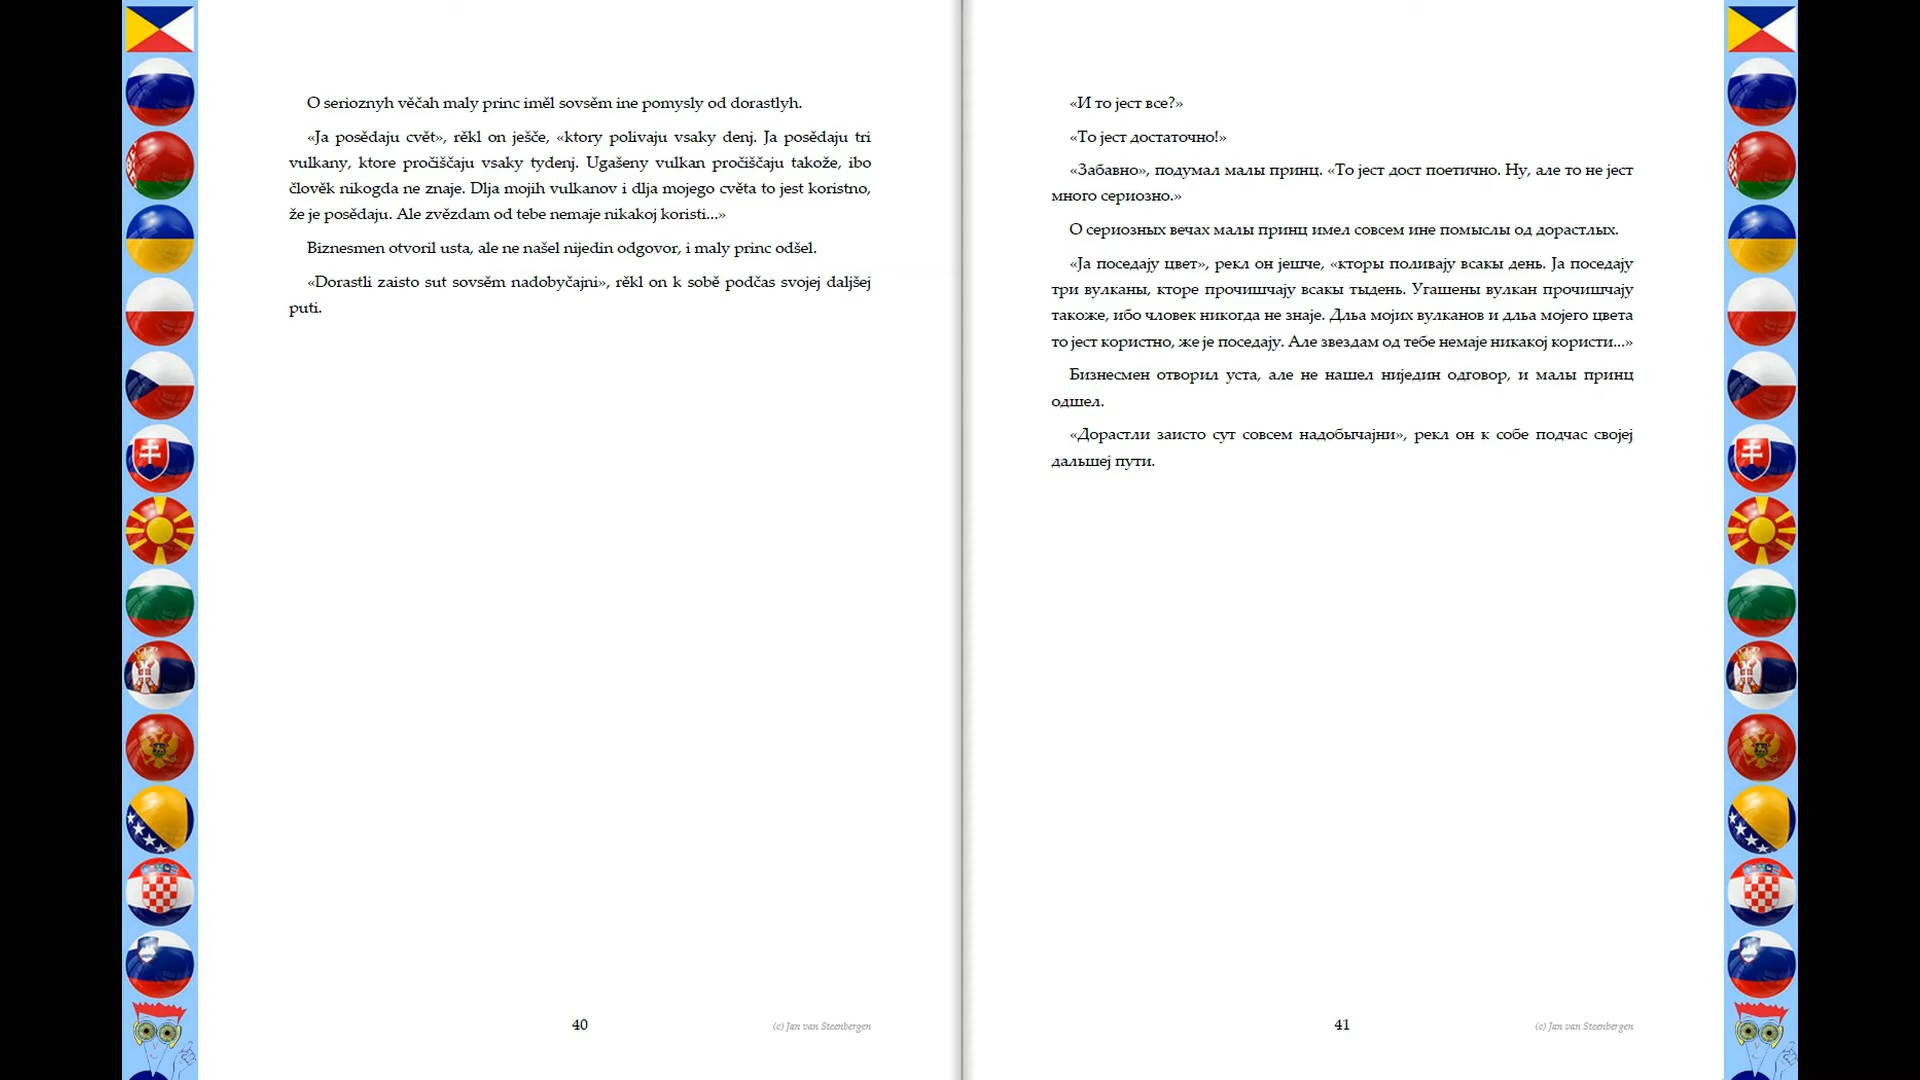 O serioznyh věčah maly princ iměl sovsěm ine pomysly od dorastlyh.
«Ja posědaju cvět», rěkl on ješče, «ktory polivaju vsaky denj. Ja posědaju tri
vulkany, ktore pročiščaju vsaky tydenj. Ugašeny vulkan pročiščaju takože, ibo
člověk nikogda ne znaje. Dlja mojih vulkanov i dlja mojego cvěta to jest koristno,
že je posědaju. Ale zvězdam od tebe nemaje nikakoj koristi...»
Biznesmen otvoril usta, ale ne našel nijedin odgovor, i maly princ odšel.
«Dorastli zaisto sut sovsěm nadobyčajni», rěkl on k sobě podčas svojej daljšej
puti.
40
(c) Jan van Steenbergen
«И то јест все?»
«То јест достаточно!»
«Забавно», подумал малы принц. «То јест дост поетично. Ну, але то не јест
много сериозно.»
О сериозных вечах малы принц имел совсем ине помыслы од дорастлых.
«Ја поседају цвет», рекл он јешче, «кторы поливају всакы день. Ја поседају
три вулканы, кторе прочишчају всакы тыдень. Угашены вулкан прочишчају
такоже, ибо чловек никогда не знаје. Дльа мојих вулканов и дльа мојего цвета
то јест користно, же је поседају. Але звездам од тебе немаје никакој користи...»
Бизнесмен отворил уста, але не нашел ниједин одговор, и малы принц
одшел.
«Дорастли заисто сут совсем надобычајни», рекл он к собе подчас својеј
дальшеј пути.
41
(c) Jan van Steenbergen